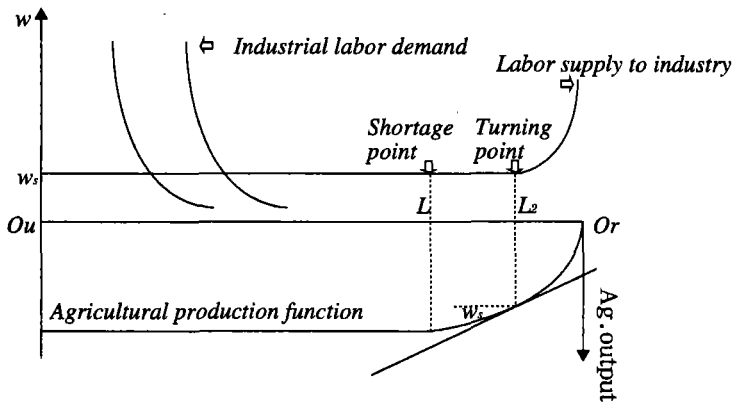 w
Industrial labor demand
Labor supply to industry
Shortage
point
Turning
point
ws
L
L2
Ou
Or
Agricultural production function
ws
Ag. output